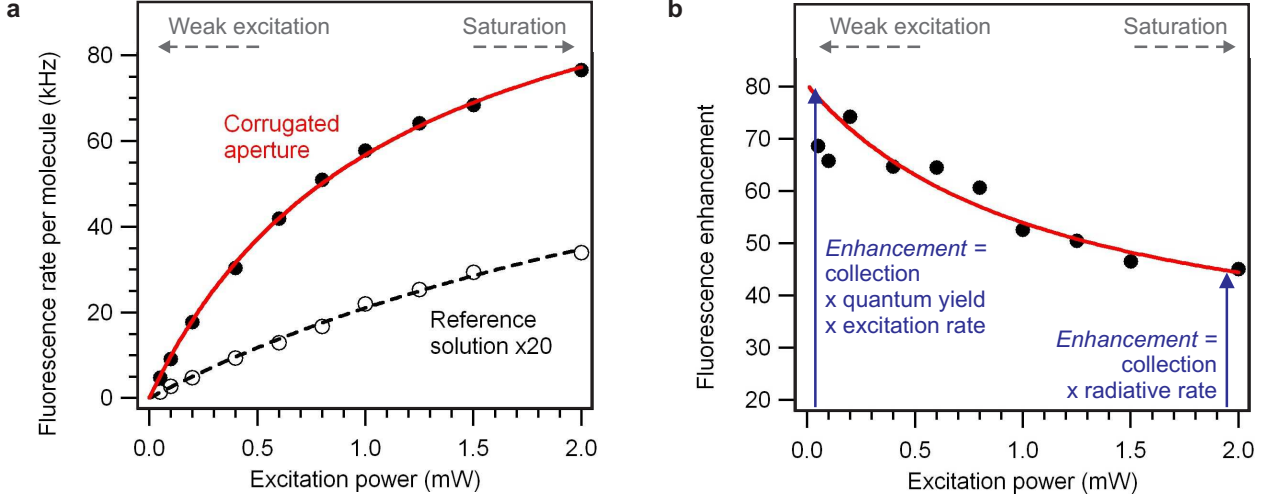 a
Weak excitation
Saturation
Fluorescence rate per molecule (kHz)
80
60
40
20
0
Corrugated
aperture
Reference
solution x20
0.0
0.5
1.0
1.5
2.0
Excitation power (mW)
b
Weak excitation
Saturation
Fluorescence enhancement
80
70
60
50
40
30
20
Enhancement =
collection
x quantum yield
x excitation rate
Enhancement =
collection
x radiative rate
0.0
0.5
1.0
1.5
2.0
Excitation power (mW)